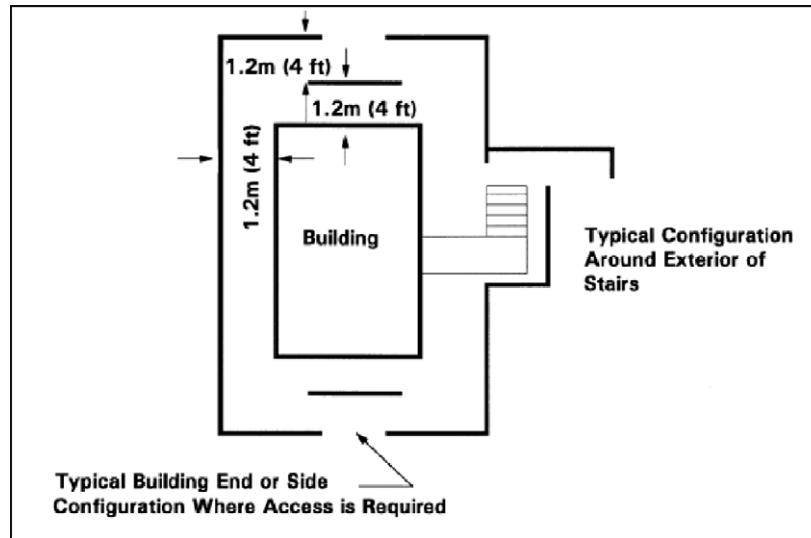 1.2m (4 ft)
1.2m (4 ft)
1.2m (4 ft)
Building
Typical Configuration
Around Exterior of
Stairs
Typical Building End or Side
Configuration Where Access is Required